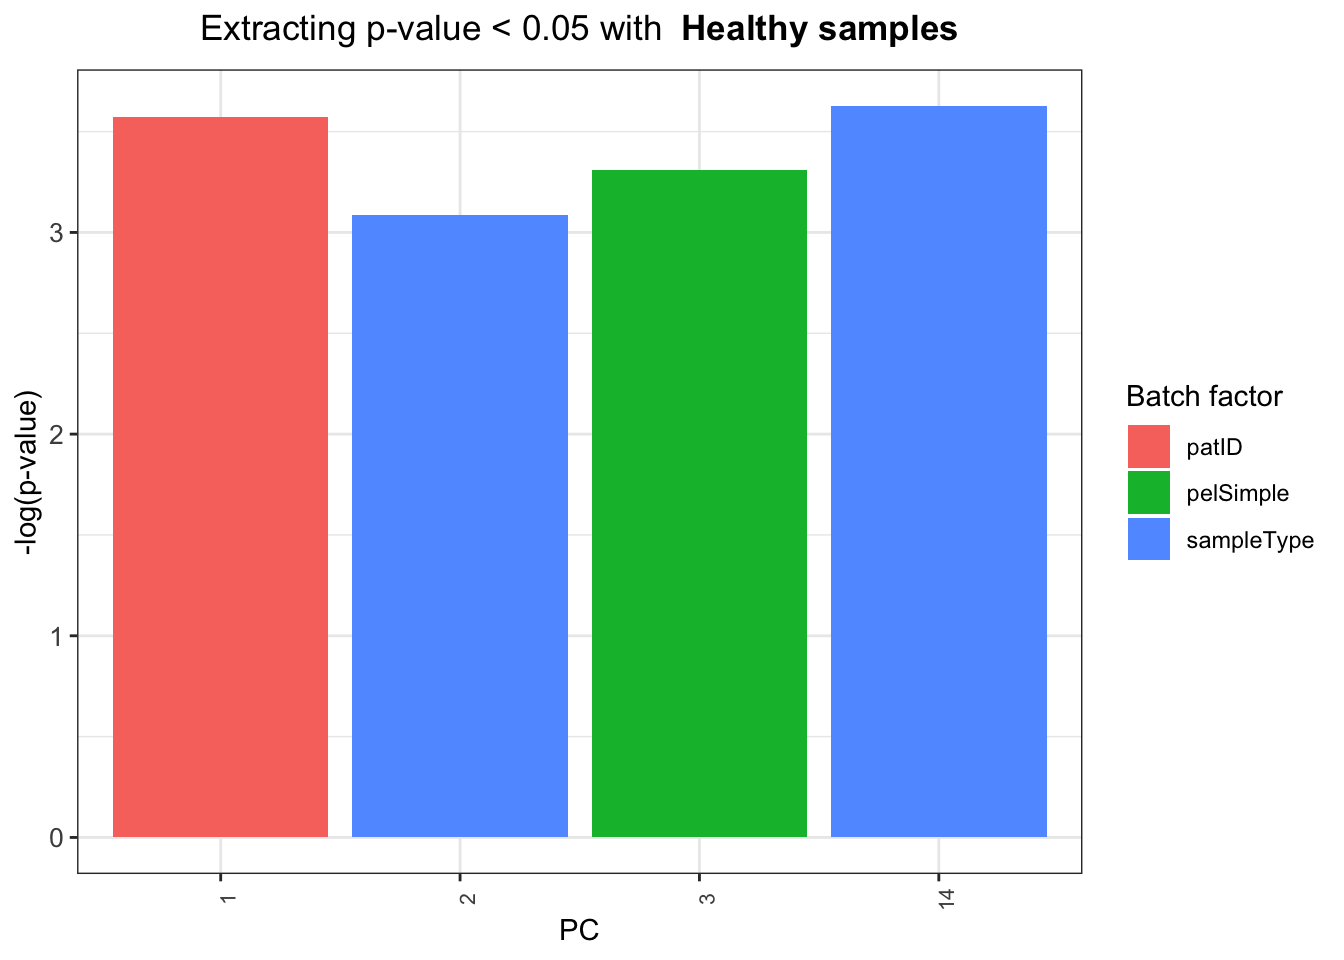 Extracting p-value < 0.05 with  Healthy samples
-log(p-value)
3
2
1
0
1
2
3
14
PC
Batch factor
patID
pelSimple
sampleType